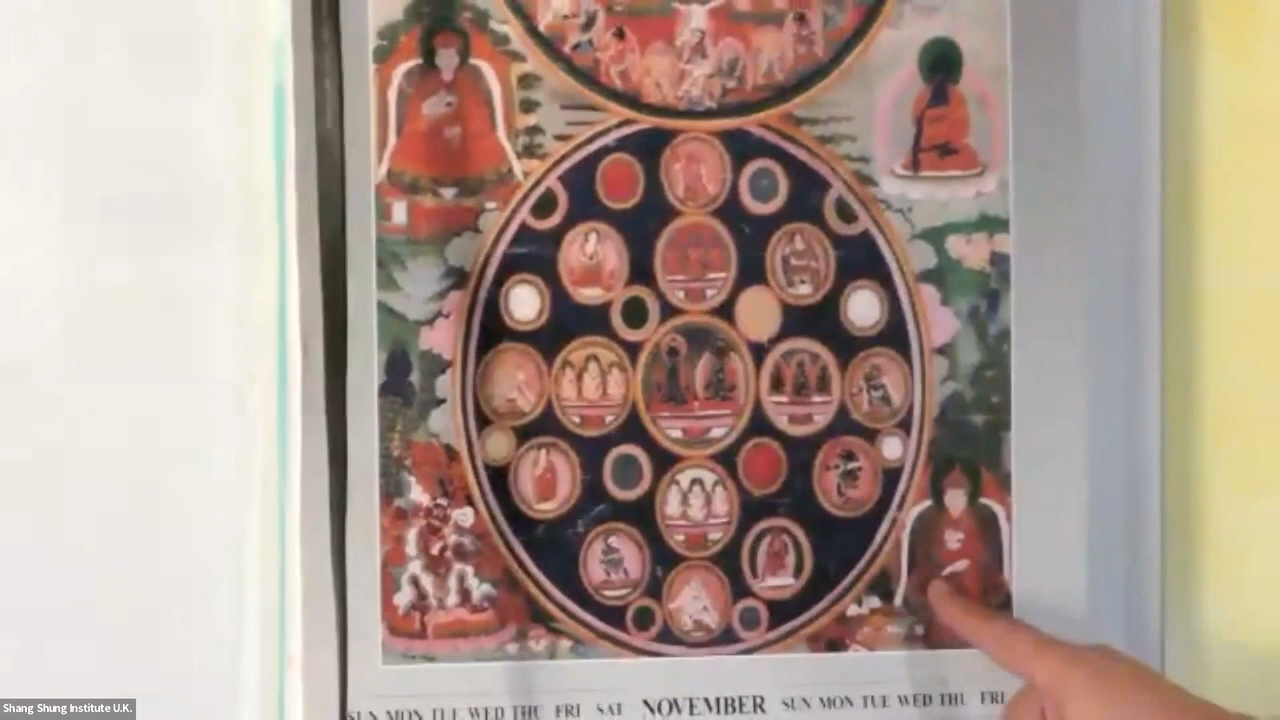 SUN MON TUE WED THU FRI SAT NOVEMBER SUN MON TUE WED THU FRI
Shang Shung Institute U.K.